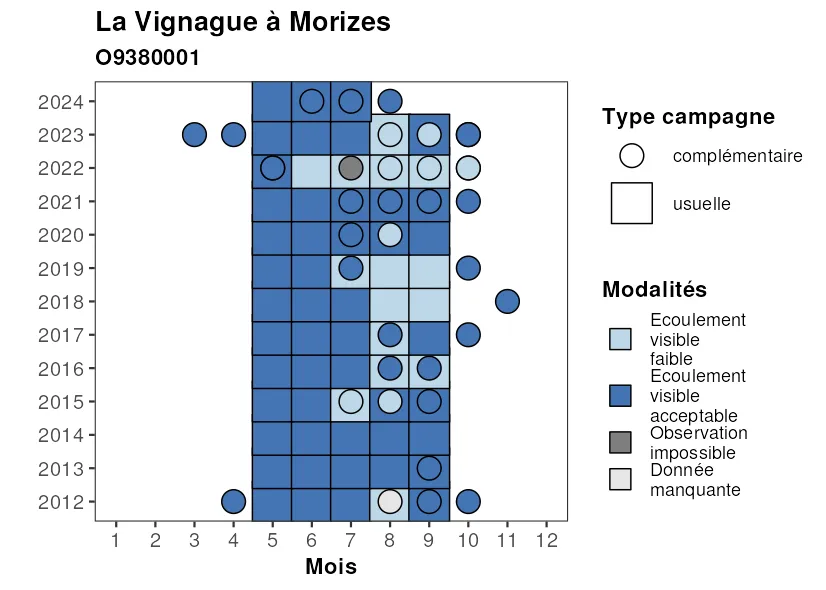 La Vignague à Morizes
O9380001
2024
2023
2022
2021
2020
2019
2018
2017
2016
2015
2014
2013
2012
1 2 3 4 5 6 7 8 9 10 11 12
Mois
Type campagne
complémentaire
usuelle
Modalités
Ecoulement
visible
faible
Ecoulement
visible
acceptable
Observation
impossible
Donnée
manquante